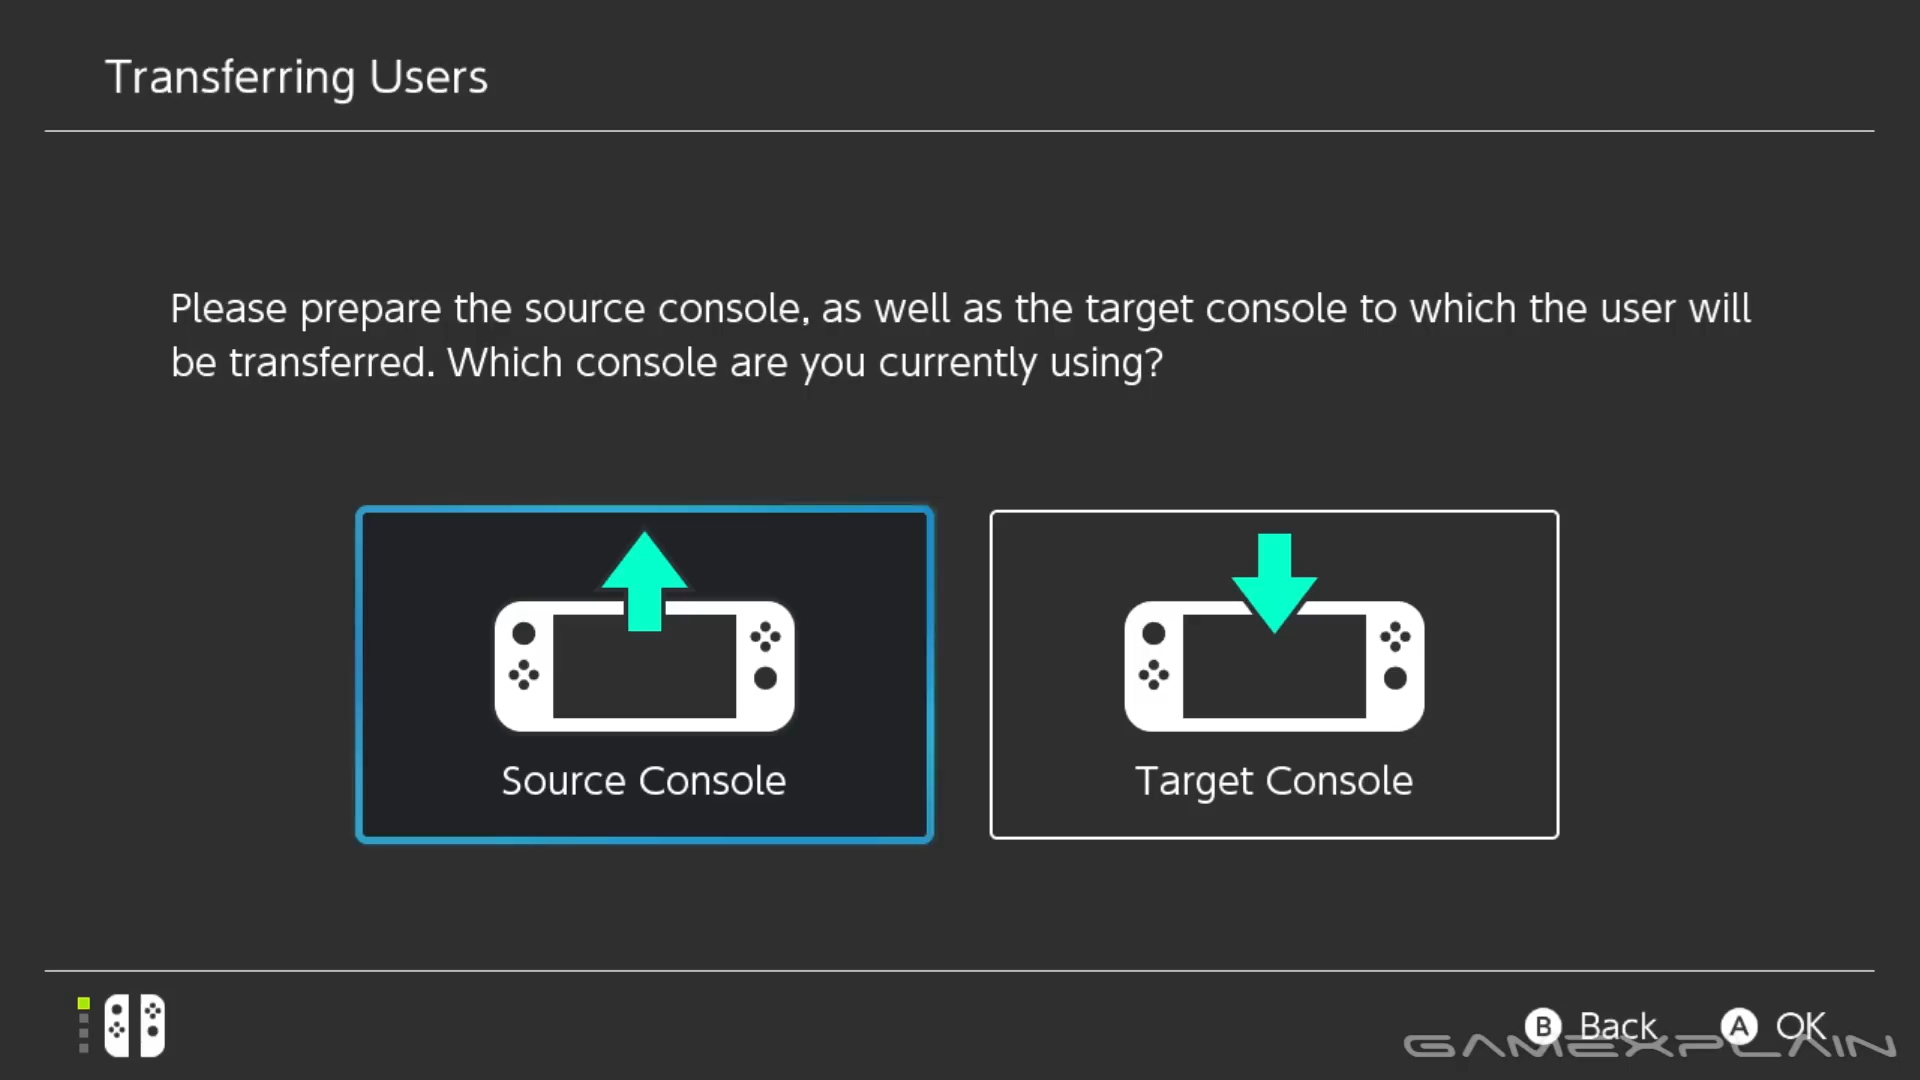 Transferring Users
Please prepare the source console, as well as the target console to which the user will
be transferred. Which console are you currently using?
Source Console
Target Console
B Back A OK
GAMEXPLAIN